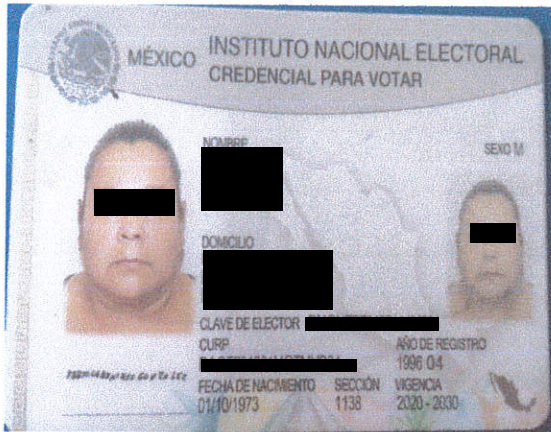 MÉXICO INSTITUTO NACIONAL ELECTORAL
CREDENCIAL PARA VOTAR
NOMBRE
SEXO M
DOMICILIO
CLAVE DE ELECTOR
CURP
AÑO DE REGISTRO
1996 04
FECHA DE NACIMIENTO SECCIÓN VIGENCIA
01/10/1973 1138 2020 - 2030